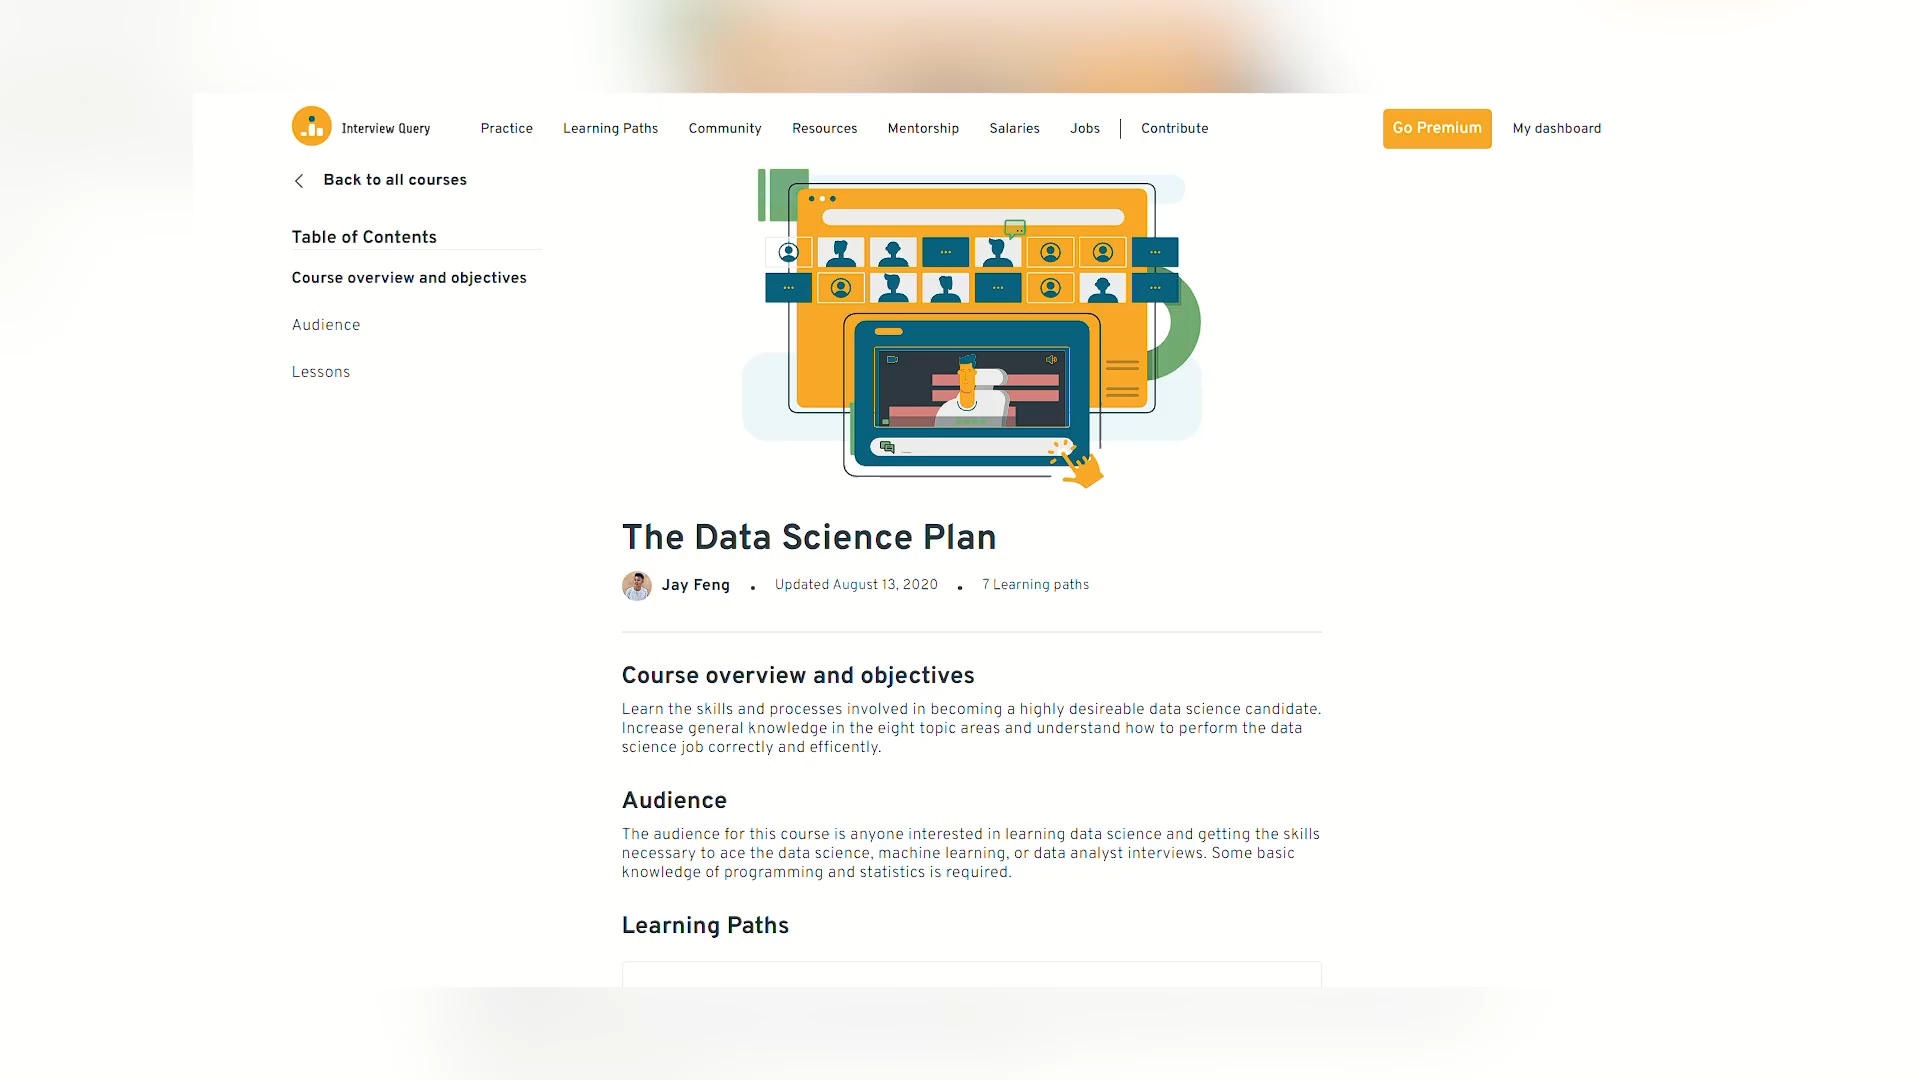 Interview Query
Practice
Learning Paths
Community
Resources
Mentorship
Salaries
Jobs
Contribute
Go Premium
My dashboard
Back to all courses
Table of Contents
Course overview and objectives
Audience
Lessons
The Data Science Plan
Jay Feng . Updated August 13, 2020 . 7 Learning paths
Course overview and objectives
Learn the skills and processes involved in becoming a highly desireable data science candidate.
Increase general knowledge in the eight topic areas and understand how to perform the data
science job correctly and efficently.
Audience
The audience for this course is anyone interested in learning data science and getting the skills
necessary to ace the data science, machine learning, or data analyst interviews. Some basic
knowledge of programming and statistics is required.
Learning Paths